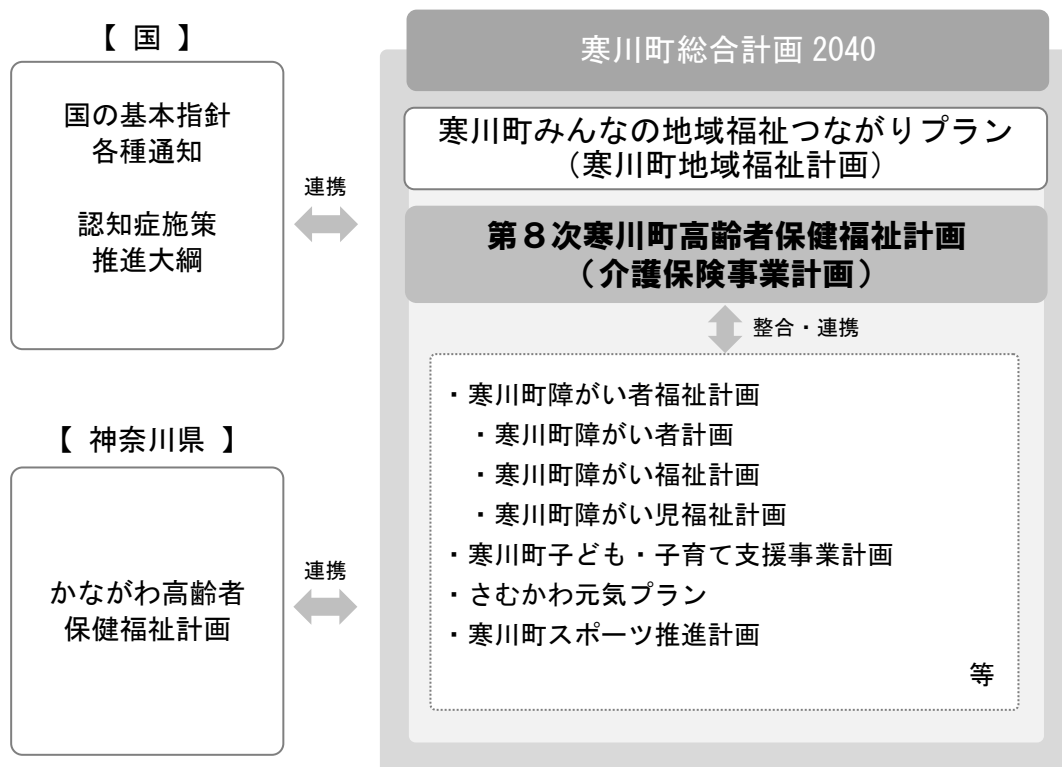 【 国 】
国の基本指針
各種通知
認知症施策
推進大綱
連携
【 神奈川県 】
かながわ高齢者
保健福祉計画
連携
寒川町総合計画 2040
寒川町みんなの地域福祉つながりプラン
（寒川町地域福祉計画）
第８次寒川町高齢者保健福祉計画
（介護保険事業計画）
整合・連携
・寒川町障がい者福祉計画
・寒川町障がい者計画
・寒川町障がい福祉計画
・寒川町障がい児福祉計画
・寒川町子ども・子育て支援事業計画
・さむかわ元気プラン
・寒川町スポーツ推進計画
等